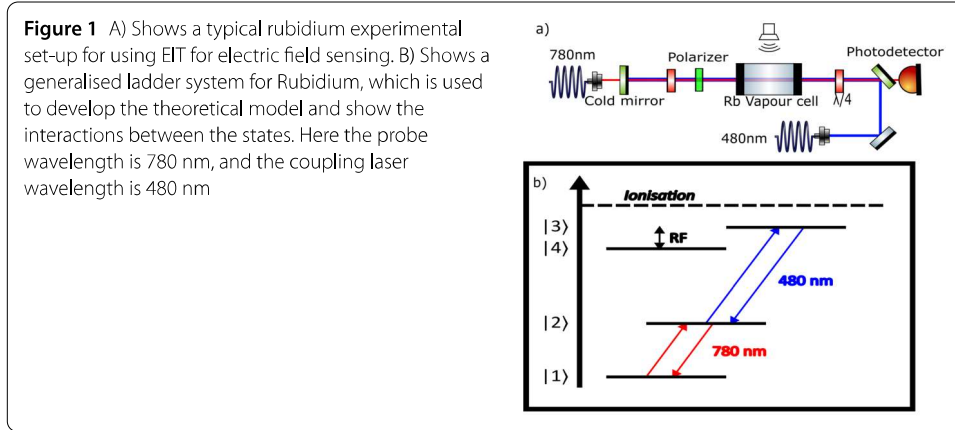 Figure 1 A) Shows a typical rubidium experimental
set-up for using EIT for electric field sensing. B) Shows a
generalised ladder system for Rubidium, which is used
to develop the theoretical model and show the
interactions between the states. Here the probe
wavelength is 780 nm, and the coupling laser
wavelength is 480 nm
a)
780nm
Polarizer
Photodetector
Cold mirror
Rb Vapour cell
λ/4
480nm
b)
Ionisation
|3⟩
RF
|4⟩
480 nm
|2⟩
780 nm
|1⟩